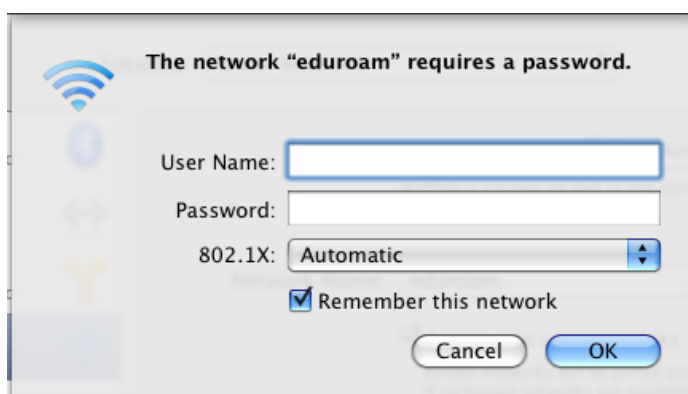 The network “eduroam” requires a password.
User Name:
Password:
802.1X: Automatic
Remember this network
Cancel OK